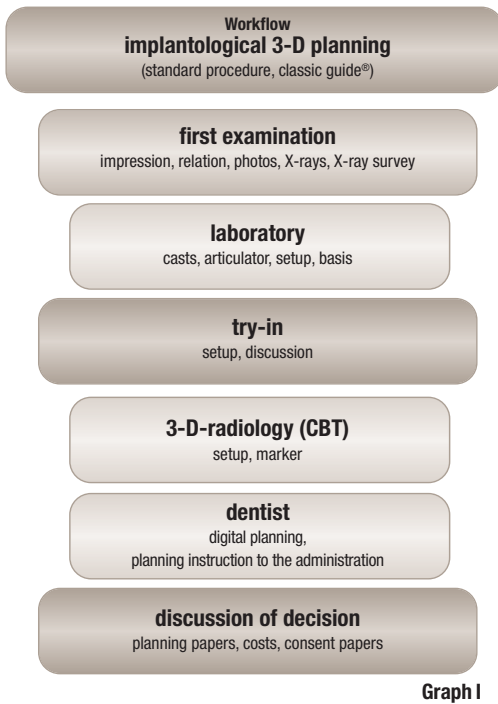 Workflow
implantological 3-D planning
(standard procedure, classic guide®)
first examination
impression, relation, photos, X-rays, X-ray survey
laboratory
casts, articulator, setup, basis
try-in
setup, discussion
3-D-radiology (CBT)
setup, marker
dentist
digital planning,
planning instruction to the administration
discussion of decision
planning papers, costs, consent papers
Graph I